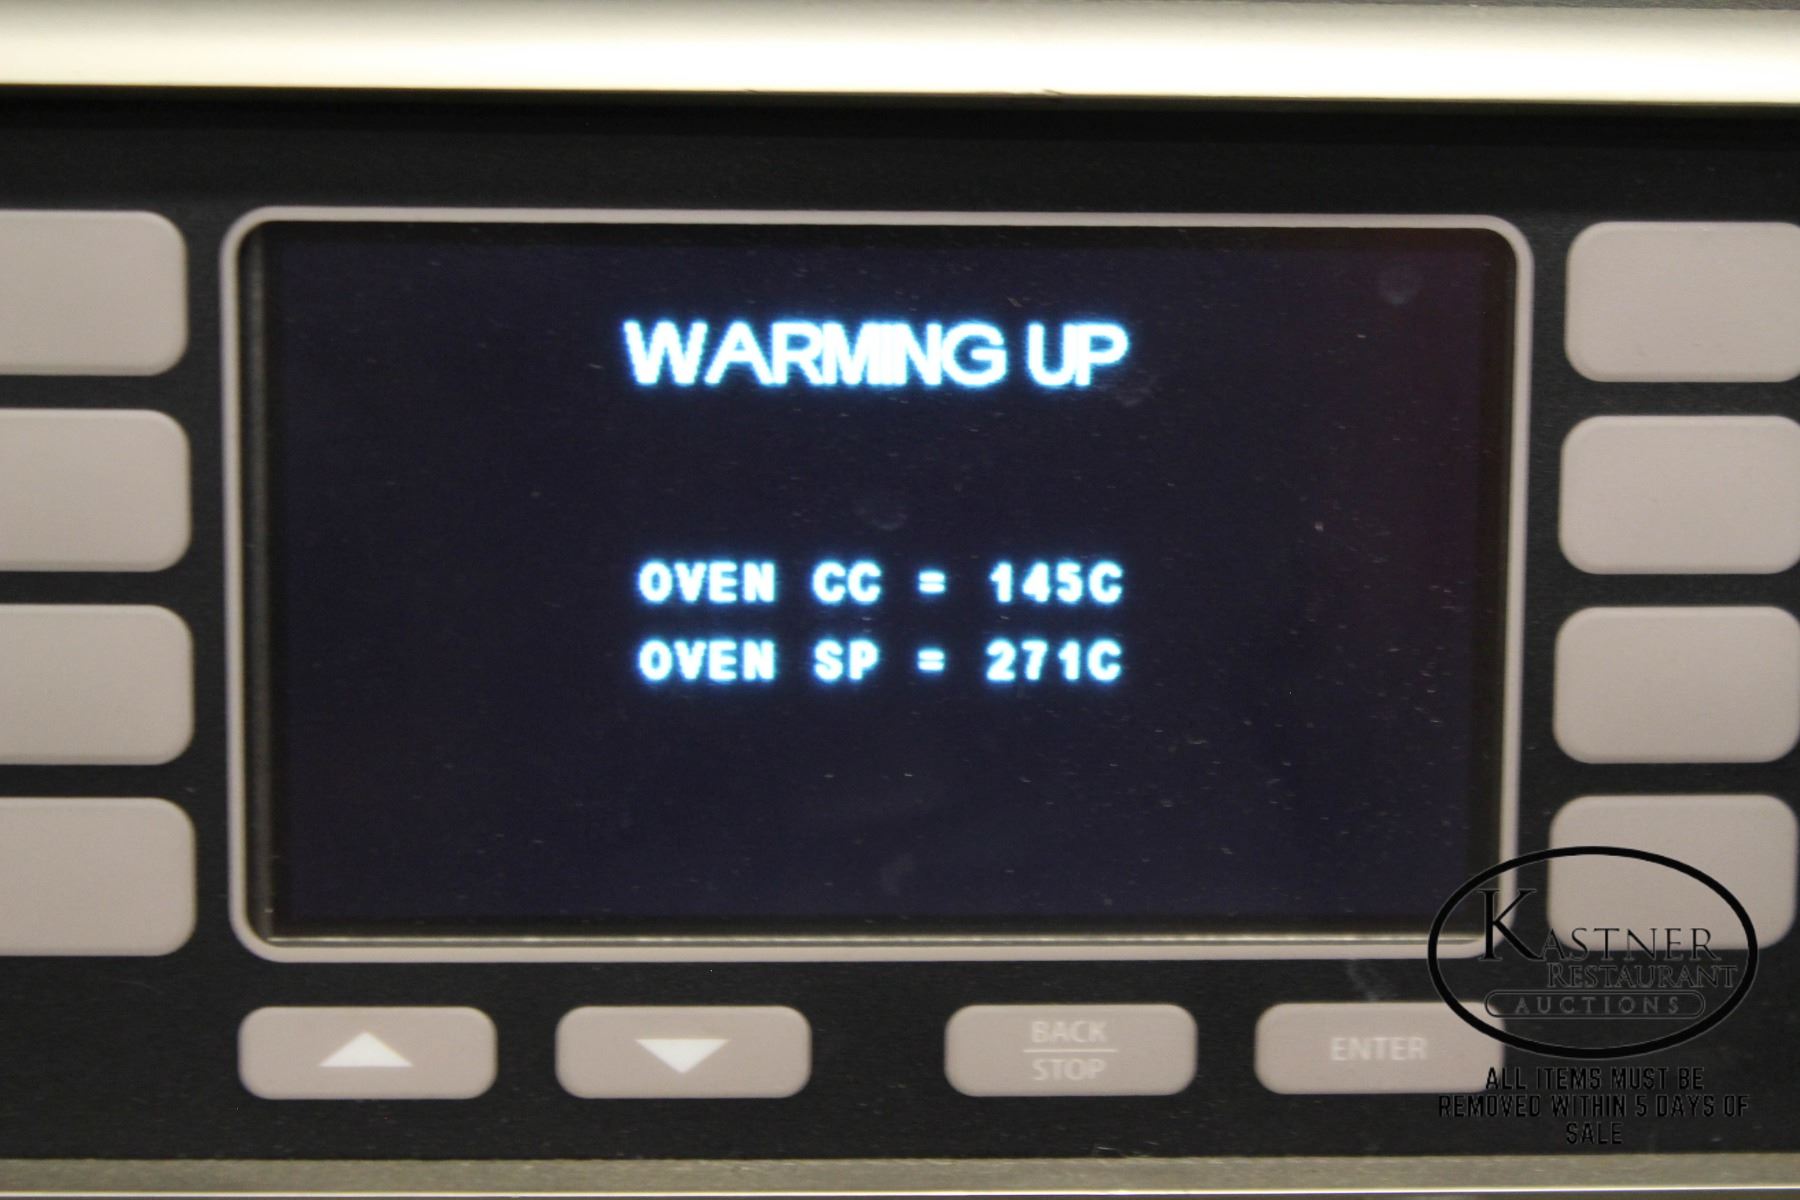 WARMING UP
OVEN CC = 145C
OVEN SP = 271C
BACK
STOP
ENTER
KASTNER
RESTAURANT
AUCTIONS
ALL ITEMS MUST BE
REMOVED WITHIN 5 DAYS OF
SALE